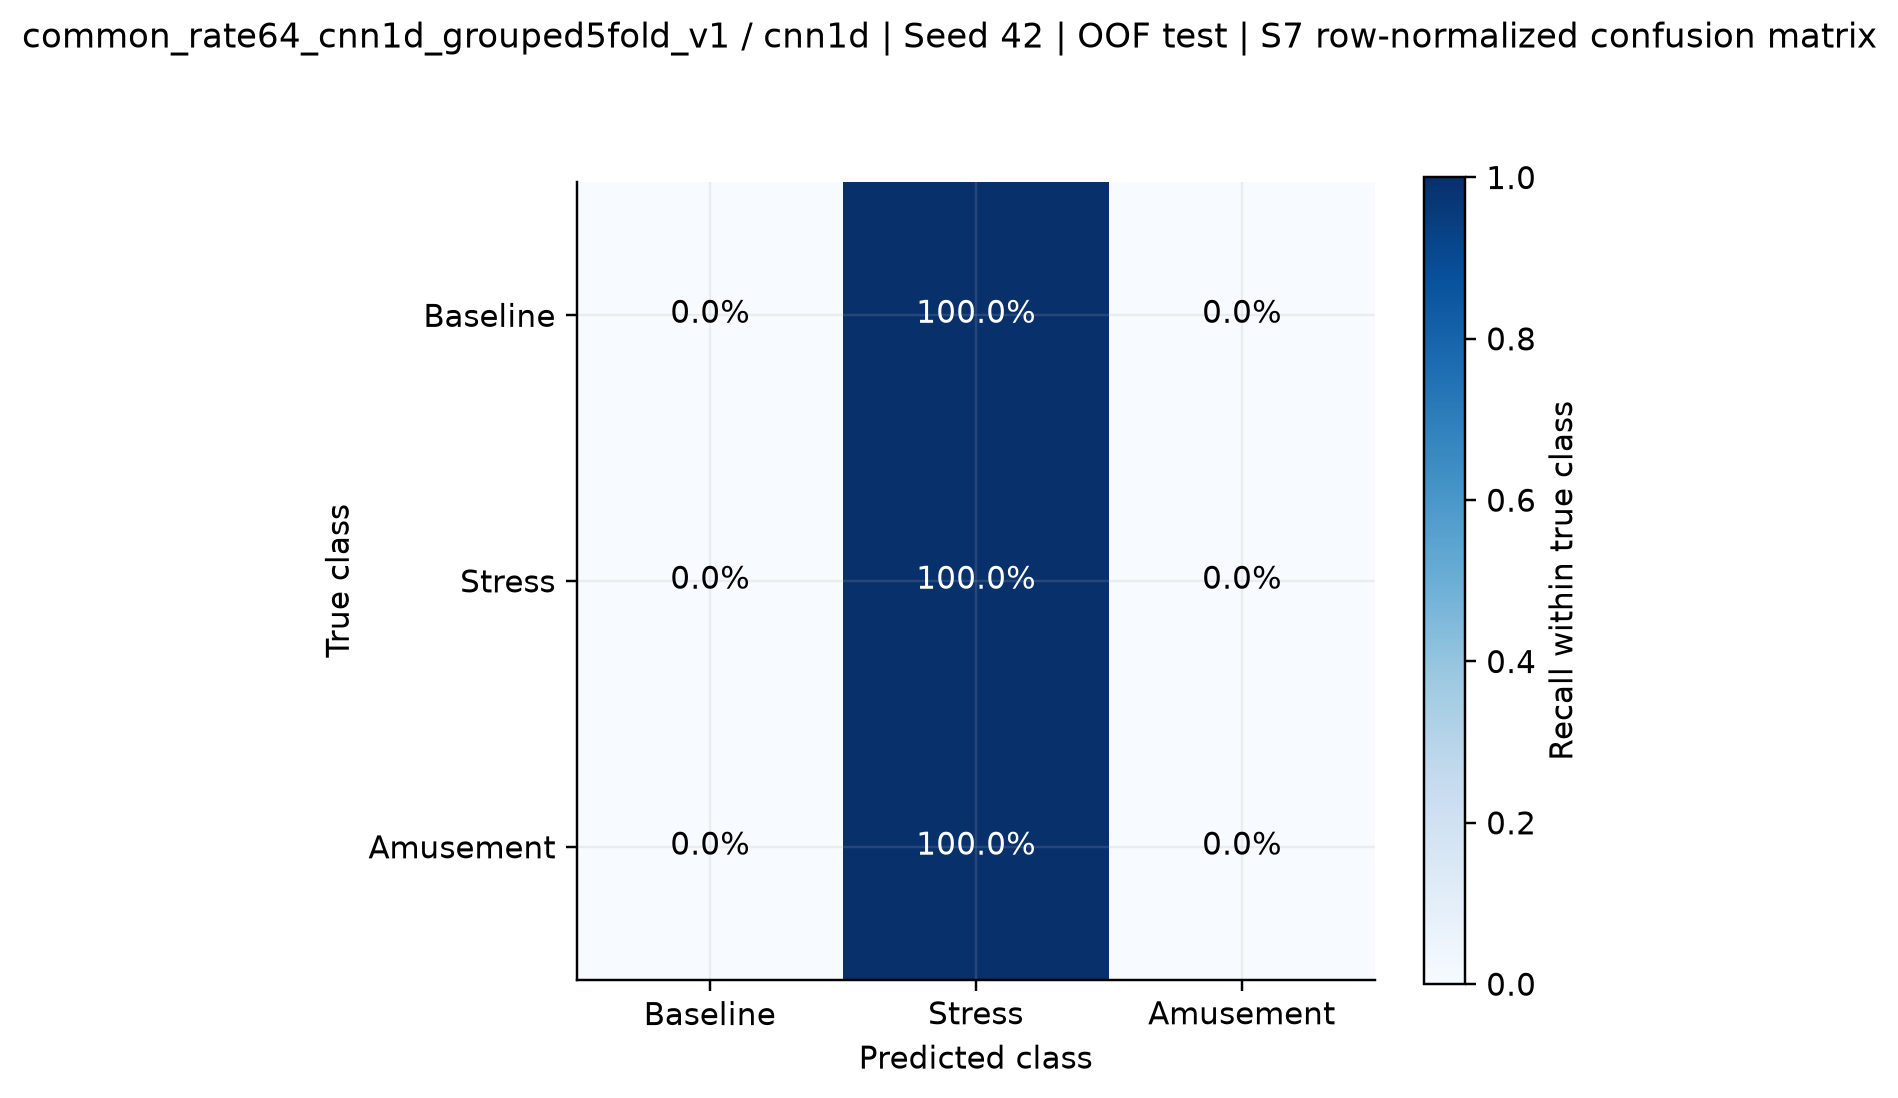 common_rate64_cnn1d_grouped5fold_v1 / cnn1d | Seed 42 | OOF test | S7 row-normalized confusion matrix
True class
Baseline
0.0%
100.0%
0.0%
Stress
0.0%
100.0%
0.0%
Amusement
0.0%
100.0%
0.0%
Baseline
Stress
Amusement
Predicted class
1.0
0.8
0.6
0.4
0.2
0.0
Recall within true class